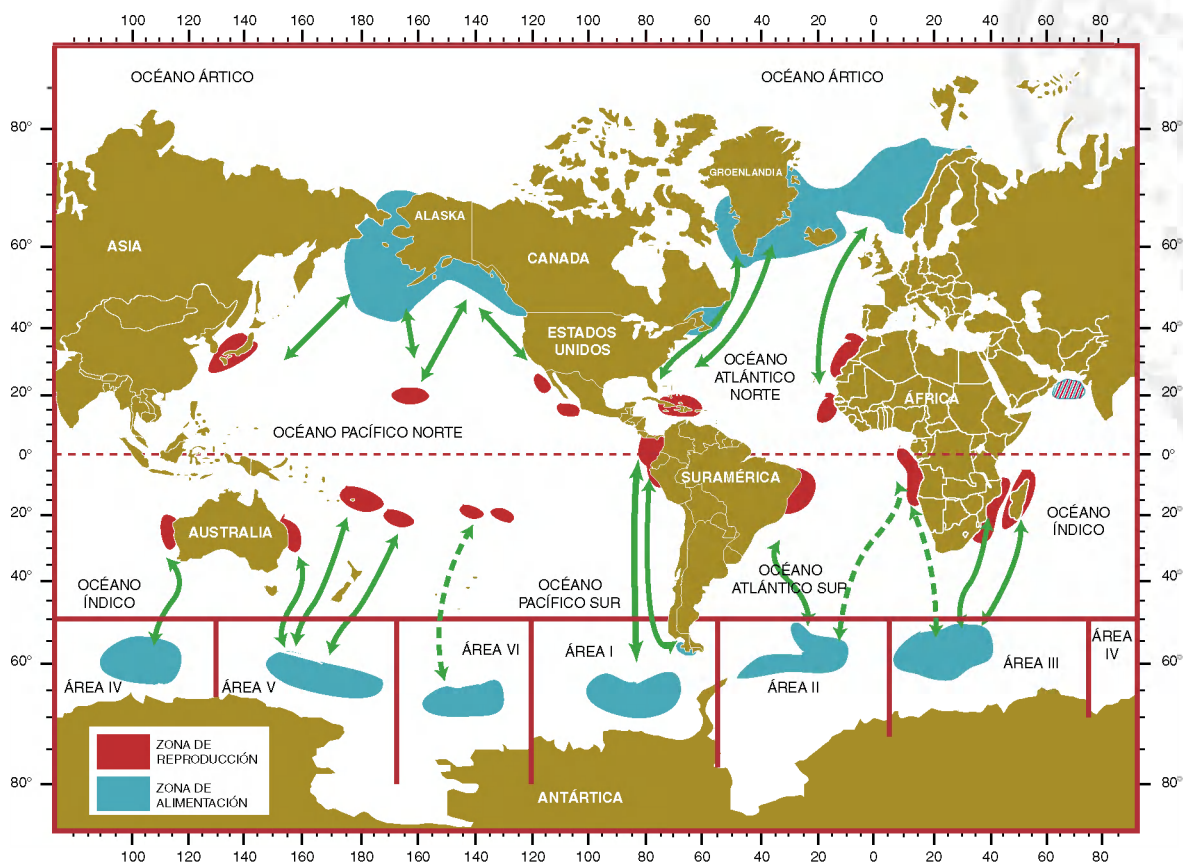 100 120 140 160 180 160 140 120 100 80 60 40 20 0 20 40 60 80
OCÉANO ÁRTICO
OCÉANO ÁRTICO
80° 80°
GROENLANDIA
ALASKA
ASIA
60° 60°
CANADA
40° 40°
ESTADOS
UNIDOS
OCÉANO
ATLÁNTICO
NORTE
20° 20°
ÁFRICA
OCÉANO PACÍFICO NORTE
0° 0°
SURAMÉRICA
OCÉANO
ÍNDICO
20° 20°
AUSTRALIA
40° 40°
OCÉANO
ÍNDICO
OCÉANO
PACÍFICO SUR
OCÉANO
ATLÁNTICO SUR
60° 60°
ÁREA IV
ÁREA V
ÁREA VI
ÁREA I
ÁREA II
ÁREA III
ÁREA
IV
ZONA DE
REPRODUCCIÓN
ZONA DE
ALIMENTACIÓN
80° 80°
ANTÁRTICA
100 120 140 160 180 160 140 120 100 80 60 40 20 0 20 40 60 80